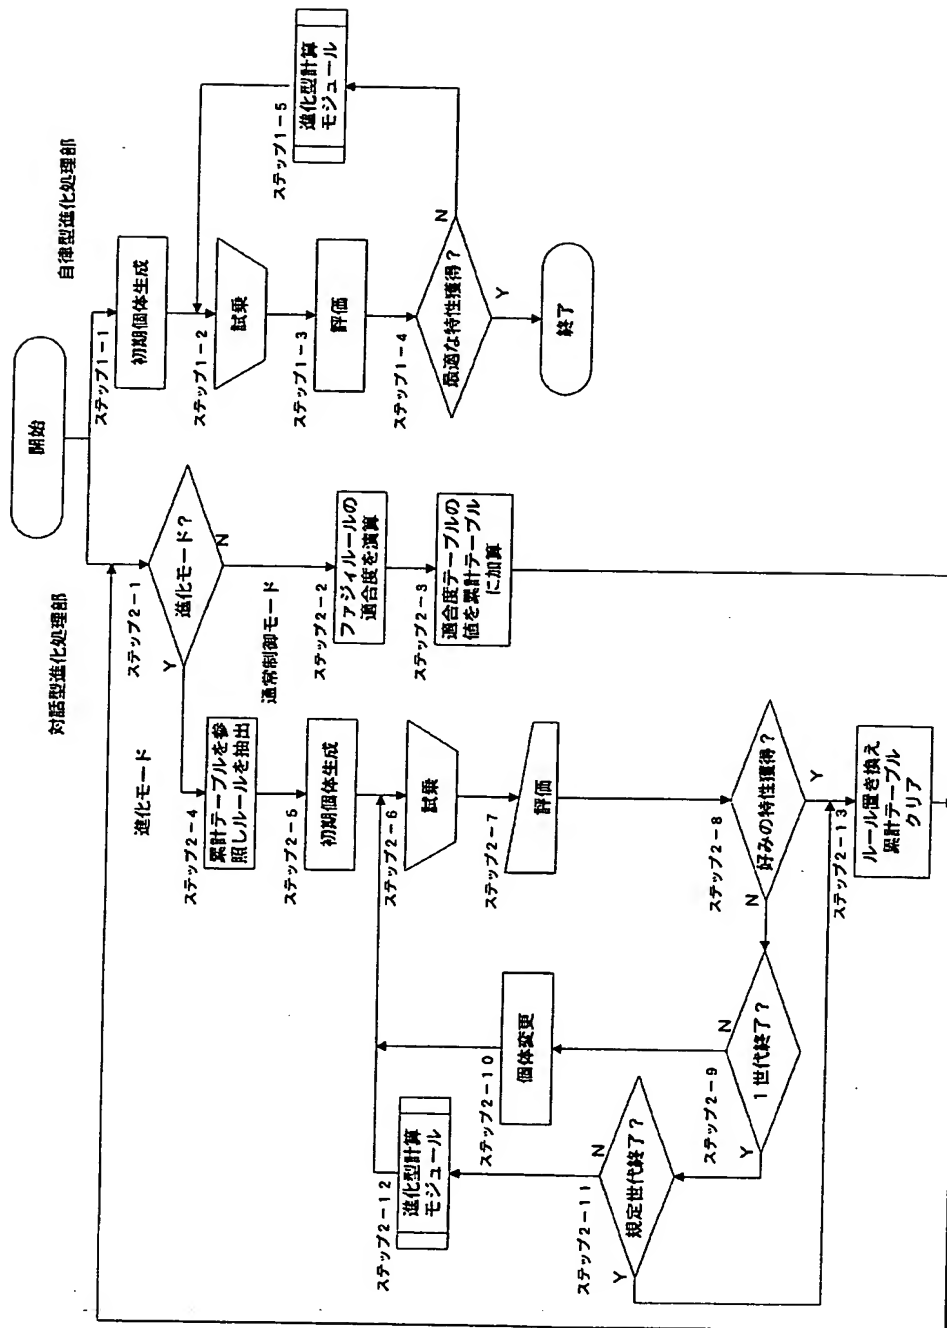 開始
対話型進化処理部
ステップ2-1
進化モード?
Y
N
進化モード
通常制御モード
ステップ2-2
ファジィルールの
適合度を演算
ステップ2-3
適合度テーブルの
値を累計テーブル
に加算
ステップ2-4
累計テーブルを参
照しルールを抽出
ステップ2-5
初期個体生成
ステップ2-6
試乗
ステップ2-7
評価
ステップ2-8
好みの特性獲得?
N
Y
ステップ2-9
1世代終了?
N
Y
ステップ2-10
個体変更
ステップ2-11
規定世代終了?
N
Y
ステップ2-12
進化型計算
モジュール
ステップ2-13
ルール置き換え
累計テーブル
クリア
自律型進化処理部
ステップ1-1
初期個体生成
ステップ1-2
試乗
ステップ1-3
評価
ステップ1-4
最適な特性獲得?
N
Y
ステップ1-5
進化型計算
モジュール
終了